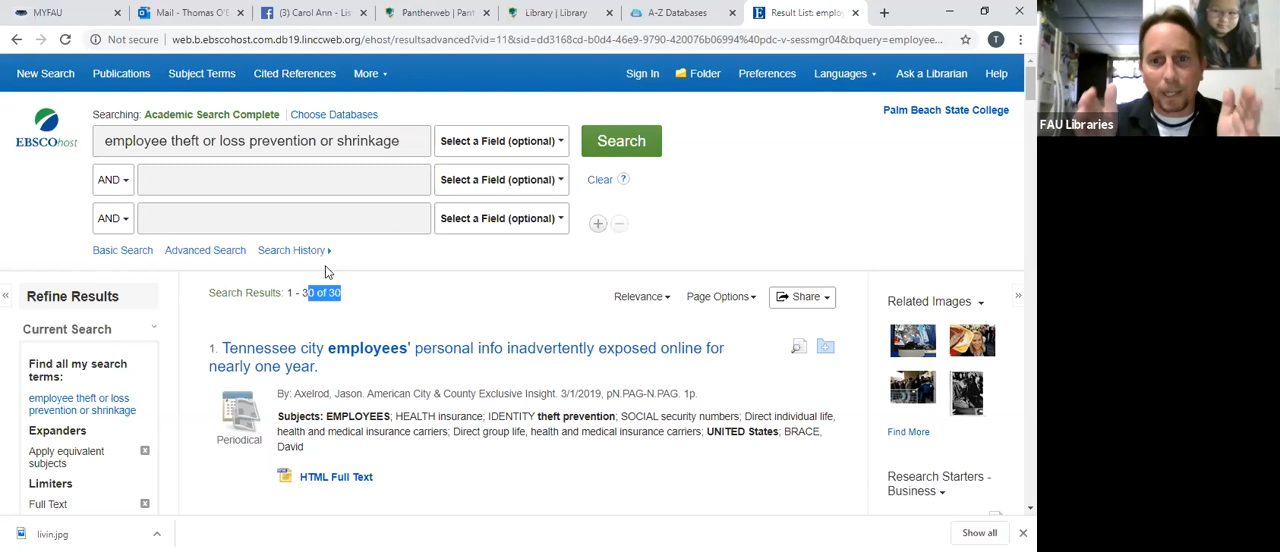 MYFAU
Mail - Thomas O'B
(3) Carol Ann - Lis
Pantherweb | Pant
Library | Library
A-Z Databases
Result List: emplo
Not secure
web.b.ebscohost.com.db19.linccweb.org/ehost/resultsadvanced?vid=11&sid=dd3168cd-b0d4-46e9-9790-420076b06994%40pdc-v-sessmgr04&bquery=employee...
T
New Search
Publications
Subject Terms
Cited References
More
Sign In
Folder
Preferences
Languages
Ask a Librarian
Help
EBSCOhost
Searching: Academic Search Complete
Choose Databases
Palm Beach State College
employee theft or loss prevention or shrinkage
Select a Field (optional)
Search
AND
Select a Field (optional)
Clear
?
AND
Select a Field (optional)
Basic Search
Advanced Search
Search History
Refine Results
Current Search
Find all my search
terms:
employee theft or loss
prevention or shrinkage
Expanders
Apply equivalent
subjects
Limiters
Full Text
Search Results: 1 - 30 of 30
Relevance
Page Options
Share
1. Tennessee city employees' personal info inadvertently exposed online for
nearly one year.
Periodical
By: Axelrod, Jason. American City & County Exclusive Insight. 3/1/2019, pN.PAG-N.PAG. 1p.
Subjects: EMPLOYEES; HEALTH insurance; IDENTITY theft prevention; SOCIAL security numbers; Direct individual life,
health and medical insurance carriers; Direct group life, health and medical insurance carriers; UNITED States; BRACE,
David
HTML Full Text
Related Images
Find More
Research Starters -
Business
livin.jpg
Show all
FAU Libraries